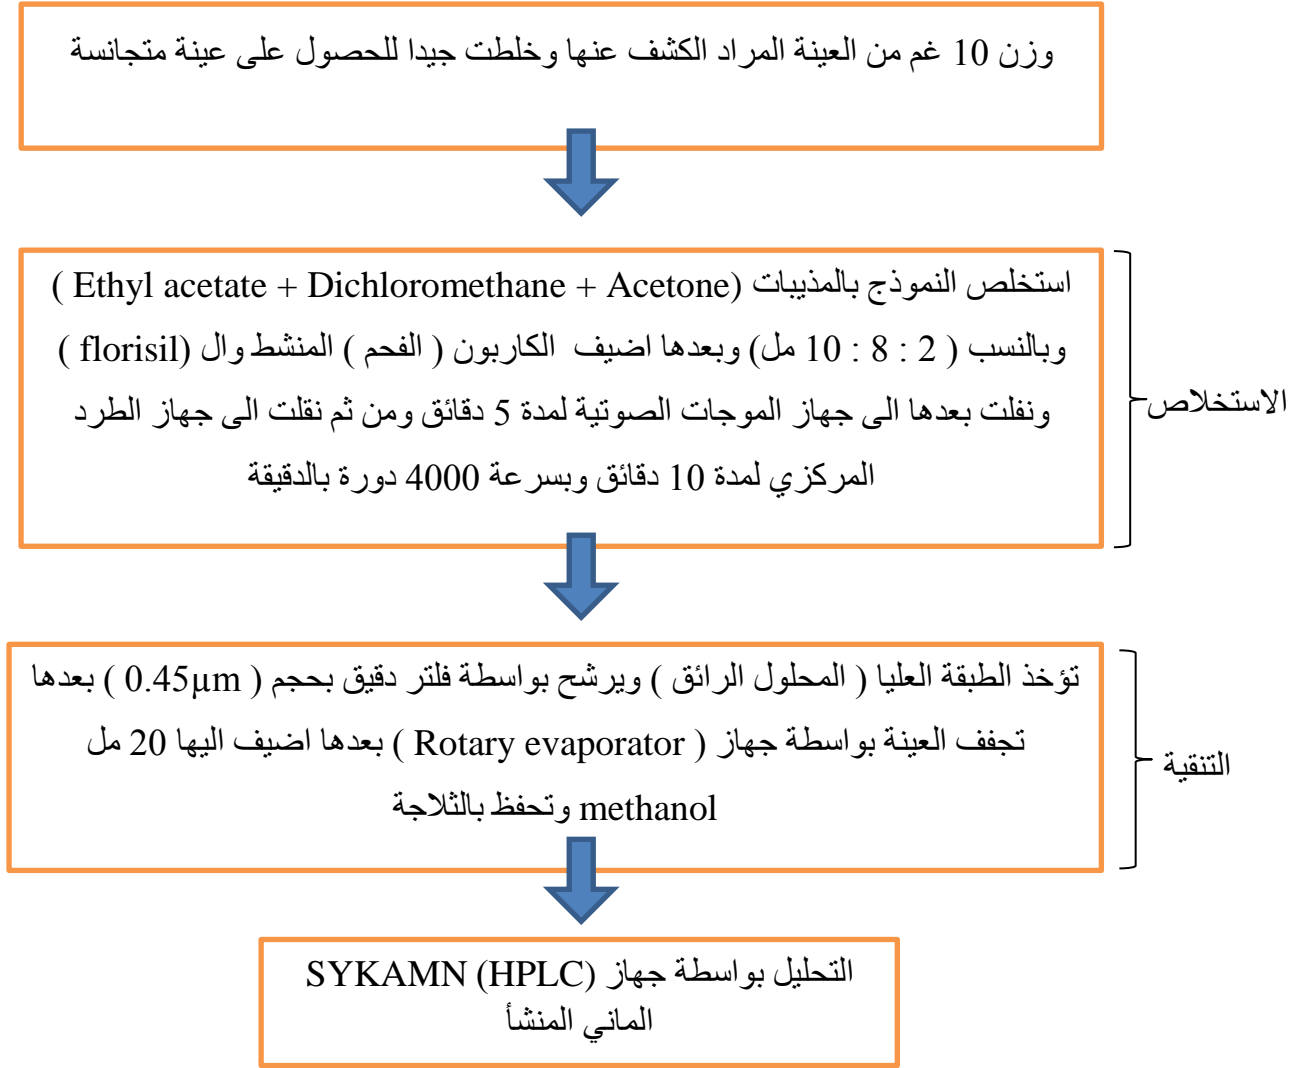 وزن 10 غم من العينة المراد الكشف عنها وخلطت جيدا للحصول على عينة متجانسة
استخلص النموذج بالمذيبات (Ethyl acetate + Dichloromethane + Acetone )
وبالنسب ( 2 : 8 : 10 مل) وبعدها اضيف الكاربون ( الفحم ) المنشط وال (florisil )
ونفلت بعدها الى جهاز الموجات الصوتية لمدة 5 دقائق ومن ثم نقلت الى جهاز الطرد
المركزي لمدة 10 دقائق وبسرعة 4000 دورة بالدقيقة
الاستخلاص
تؤخذ الطبقة العليا ( المحلول الرائق ) ويرشح بواسطة فلتر دقيق بحجم ( 0.45µm ) بعدها
تجفف العينة بواسطة جهاز ( Rotary evaporator ) بعدها اضيف اليها 20 مل
methanol وتحفظ بالثلاجة
التنقية
التحليل بواسطة جهاز SYKAMN (HPLC)
الماني المنشأ